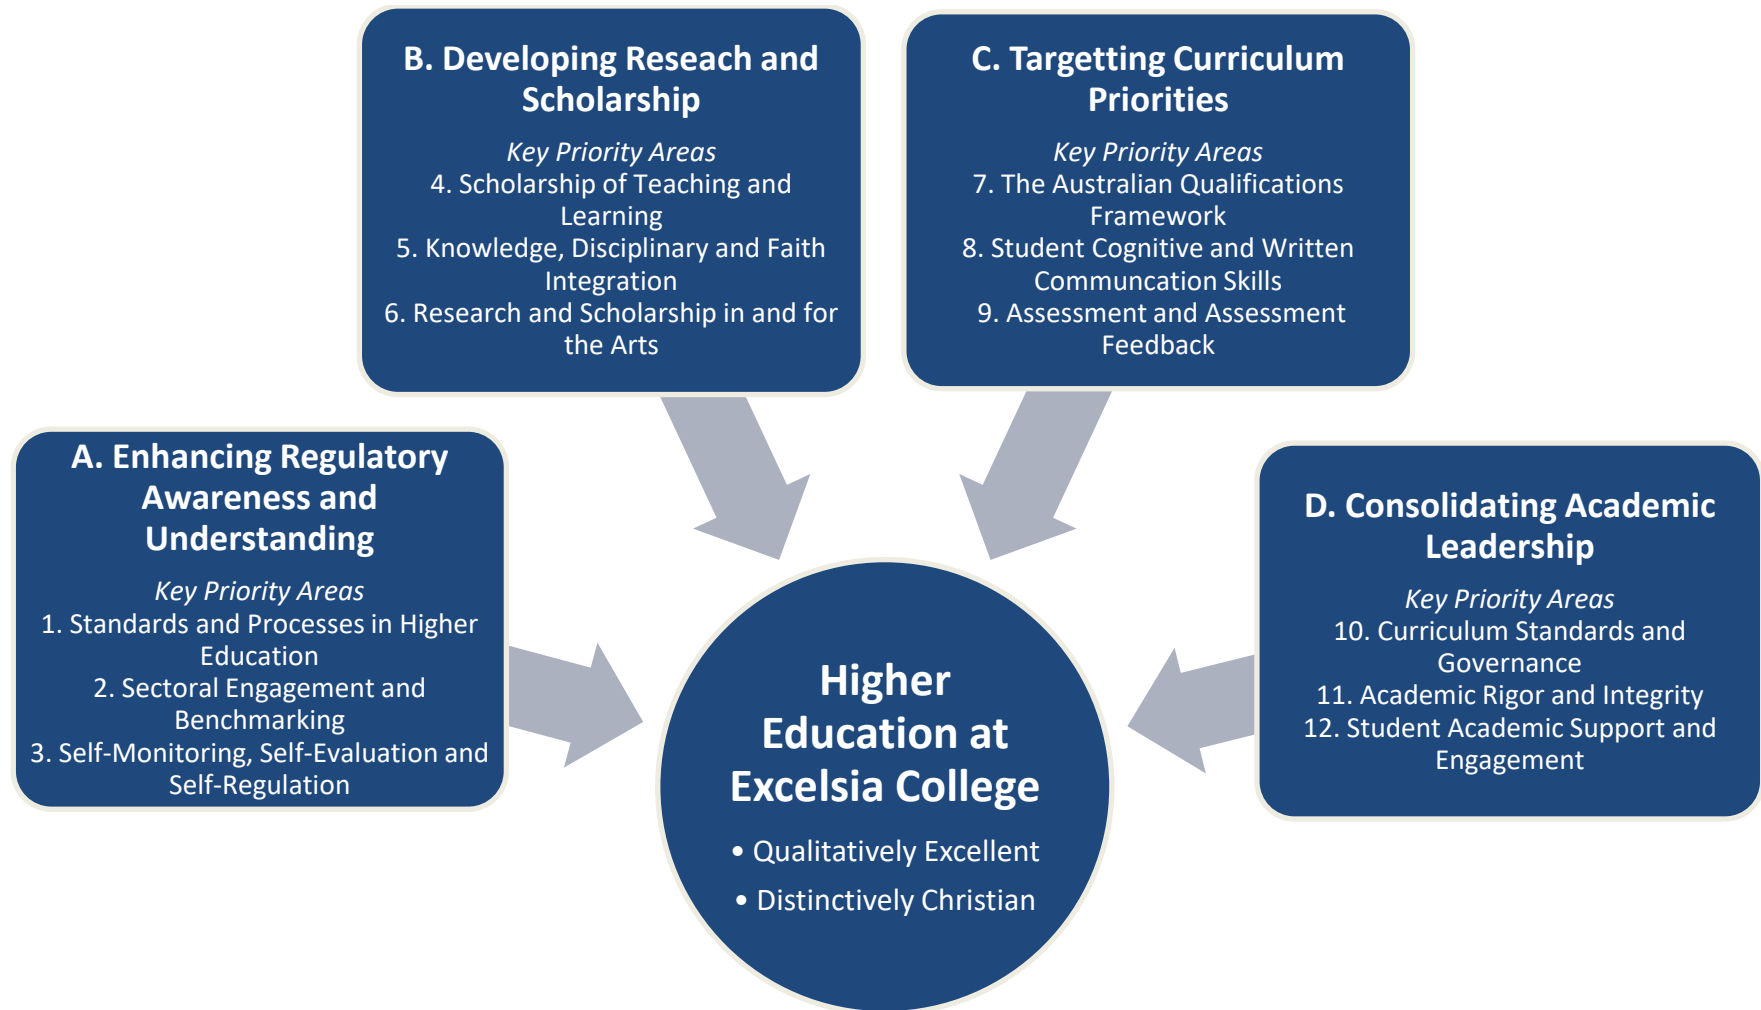 B. Developing Reseach and
Scholarship
Key Priority Areas
4. Scholarship of Teaching and
Learning
5. Knowledge, Disciplinary and Faith
Integration
6. Research and Scholarship in and for
the Arts
C. Targetting Curriculum
Priorities
Key Priority Areas
7. The Australian Qualifications
Framework
8. Student Cognitive and Written
Communcation Skills
9. Assessment and Assessment
Feedback
A. Enhancing Regulatory
Awareness and
Understanding
Key Priority Areas
1. Standards and Processes in Higher
Education
2. Sectoral Engagement and
Benchmarking
3. Self-Monitoring, Self-Evaluation and
Self-Regulation
D. Consolidating Academic
Leadership
Key Priority Areas
10. Curriculum Standards and
Governance
11. Academic Rigor and Integrity
12. Student Academic Support and
Engagement
Higher
Education at
Excelsia College
• Qualitatively Excellent
• Distinctively Christian